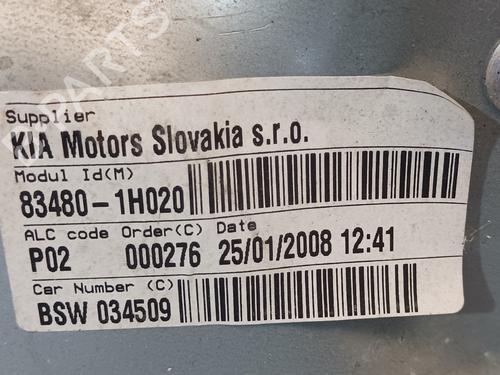 Supplier
KIA Motors Slovakia s.r.o.
Modul Id(M)
83480-1H020
ALC code Order(C) Date
P02 000276 25/01/2008 12:41
Car Number (C)
BSW 034509